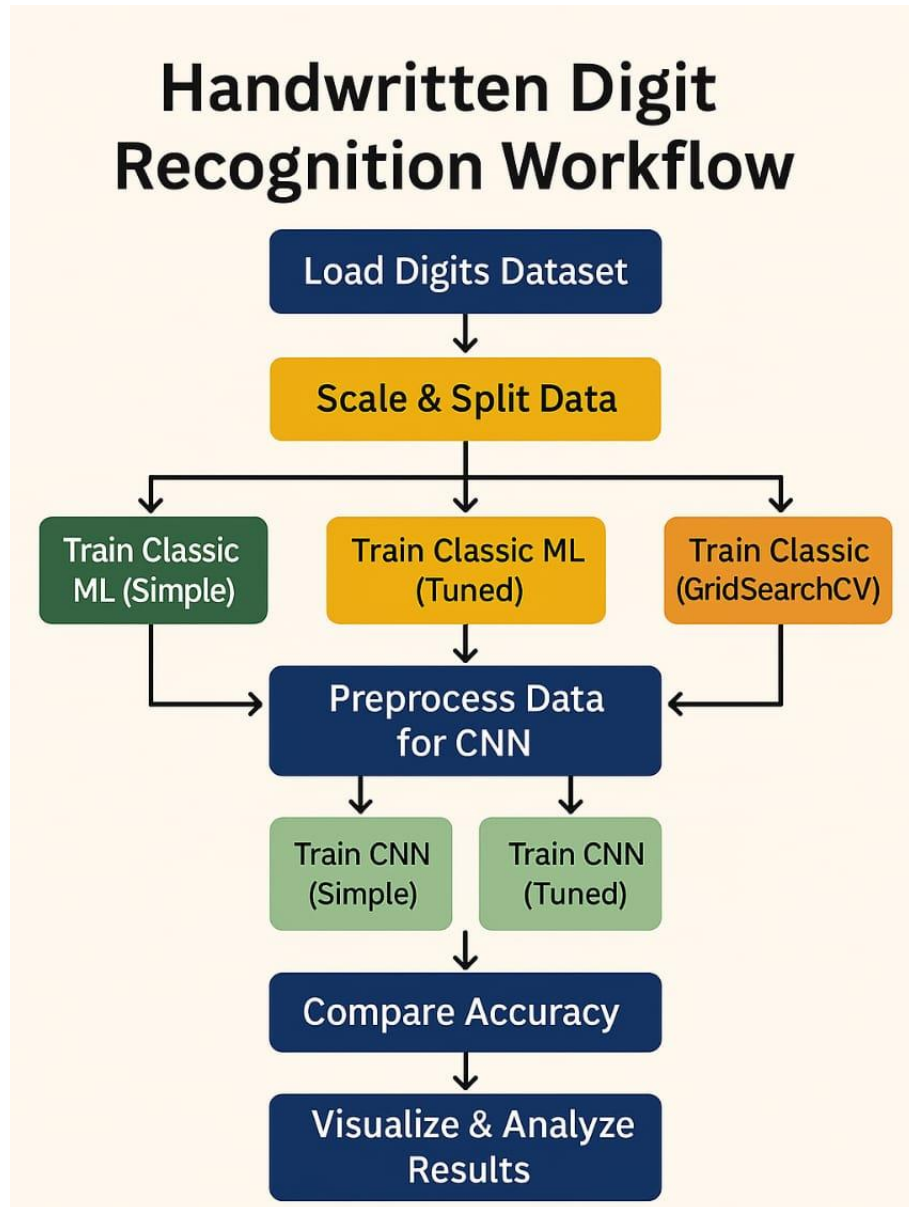 Handwritten Digit
Recognition Workflow
Load Digits Dataset
Scale & Split Data
Train Classic
ML (Simple)
Train Classic ML
(Tuned)
Train Classic
(GridSearchCV)
Preprocess Data
for CNN
Train CNN
(Simple)
Train CNN
(Tuned)
Compare Accuracy
Visualize & Analyze
Results